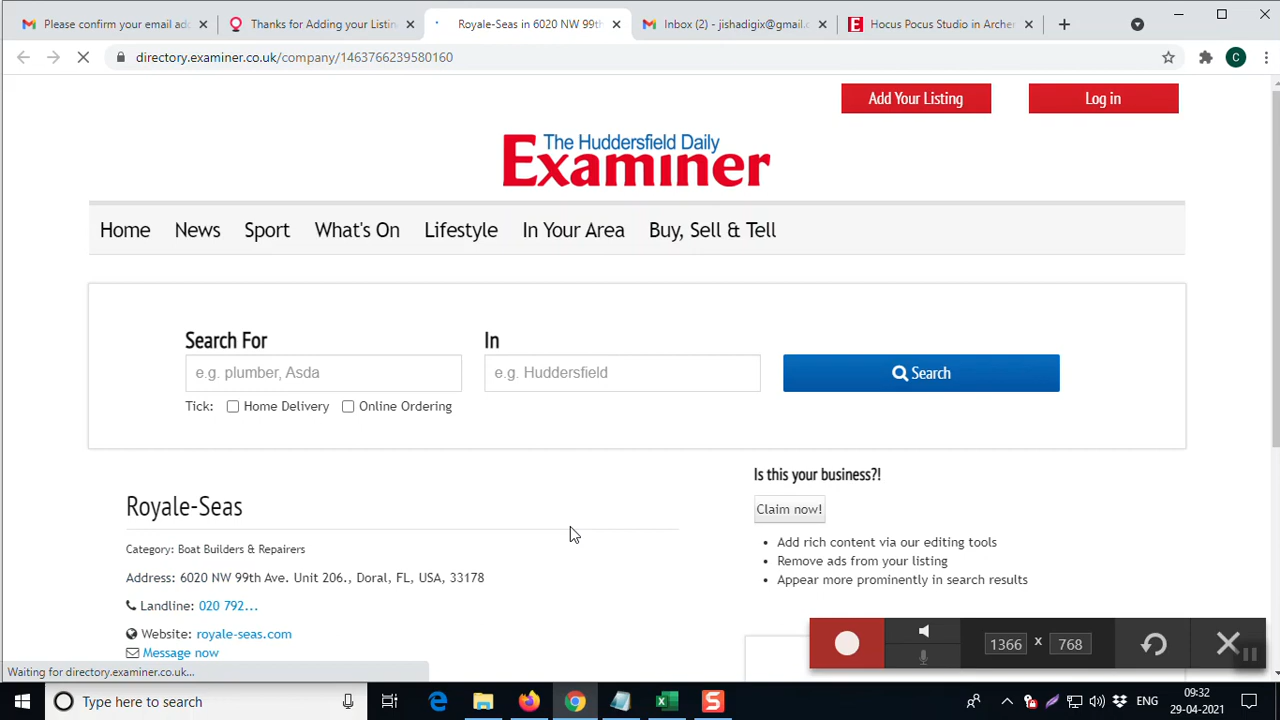 Please confirm your email add
Thanks for Adding your Listin
Royale-Seas in 6020 NW 99th
Inbox (2) - jishadigix@gmail.c
Hocus Pocus Studio in Archer
directory.examiner.co.uk/company/1463766239580160
C
Add Your Listing
Log in
The Huddersfield Daily
Examiner
Home
News
Sport
What's On
Lifestyle
In Your Area
Buy, Sell & Tell
Search For
In
e.g. plumber, Asda
e.g. Huddersfield
Search
Tick:
Home Delivery
Online Ordering
Is this your business?!
Royale-Seas
Claim now!
Category: Boat Builders & Repairers
Add rich content via our editing tools
Remove ads from your listing
Address: 6020 NW 99th Ave. Unit 206., Doral, FL, USA, 33178
Appear more prominently in search results
Landline: 020 792...
Website: royale-seas.com
Message now
1366 x 768
Waiting for directory.examiner.co.uk...
Type here to search
ENG
09:32
29-04-2021